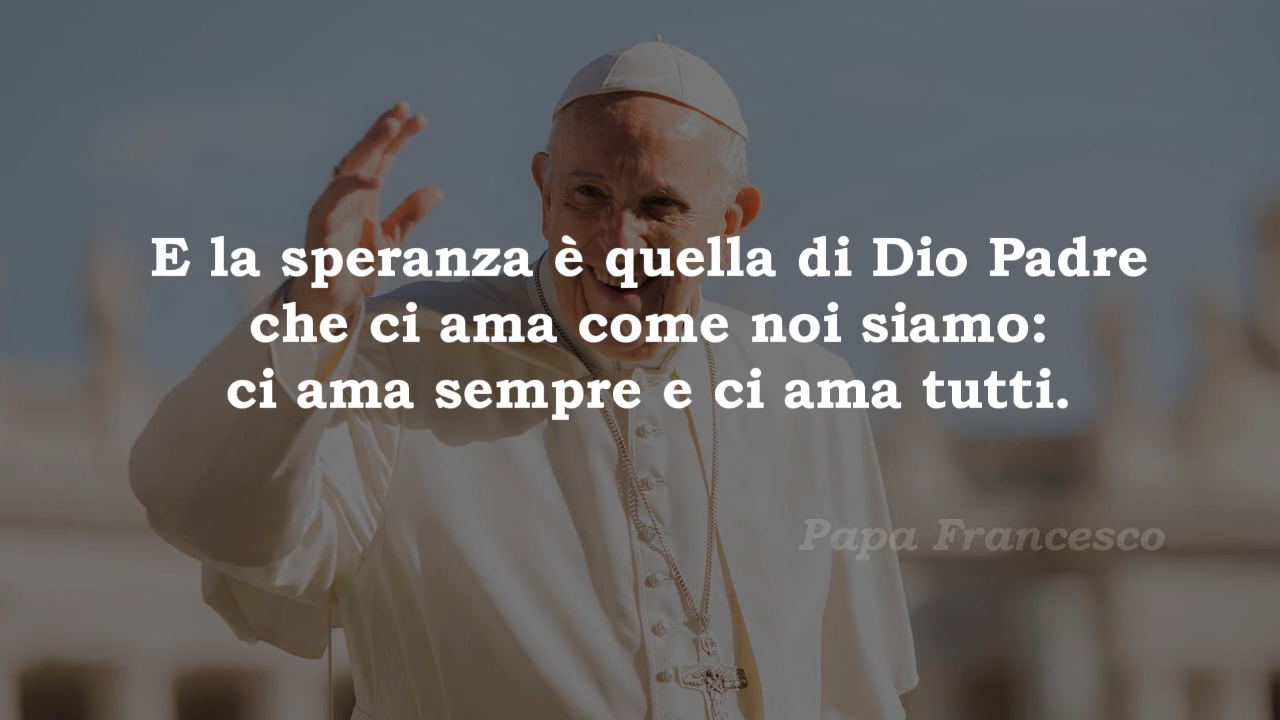 E la speranza è quella di Dio Padre
che ci ama come noi siamo:
ci ama sempre e ci ama tutti.
Papa Francesco